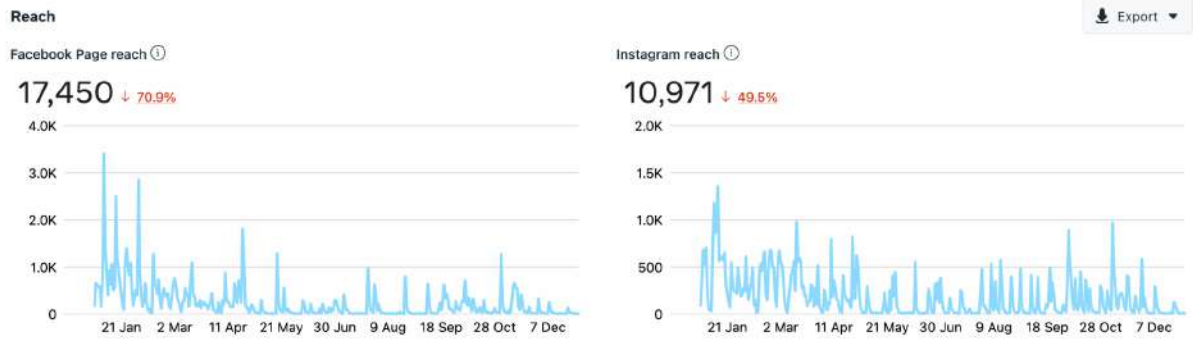 Reach
Export
Facebook Page reach
17,450 ↓ 70.9%
4.0K
3.0K
2.0K
1.0K
0
21 Jan 2 Mar 11 Apr 21 May 30 Jun 9 Aug 18 Sep 28 Oct 7 Dec
Instagram reach
10,971 ↓ 49.5%
2.0K
1.5K
1.0K
500
0
21 Jan 2 Mar 11 Apr 21 May 30 Jun 9 Aug 18 Sep 28 Oct 7 Dec